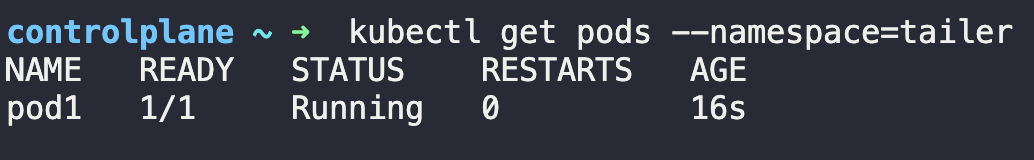 controlplane ~ ➜ kubectl get pods --namespace=tailer
NAME READY STATUS RESTARTS AGE
pod1 1/1 Running 0 16s